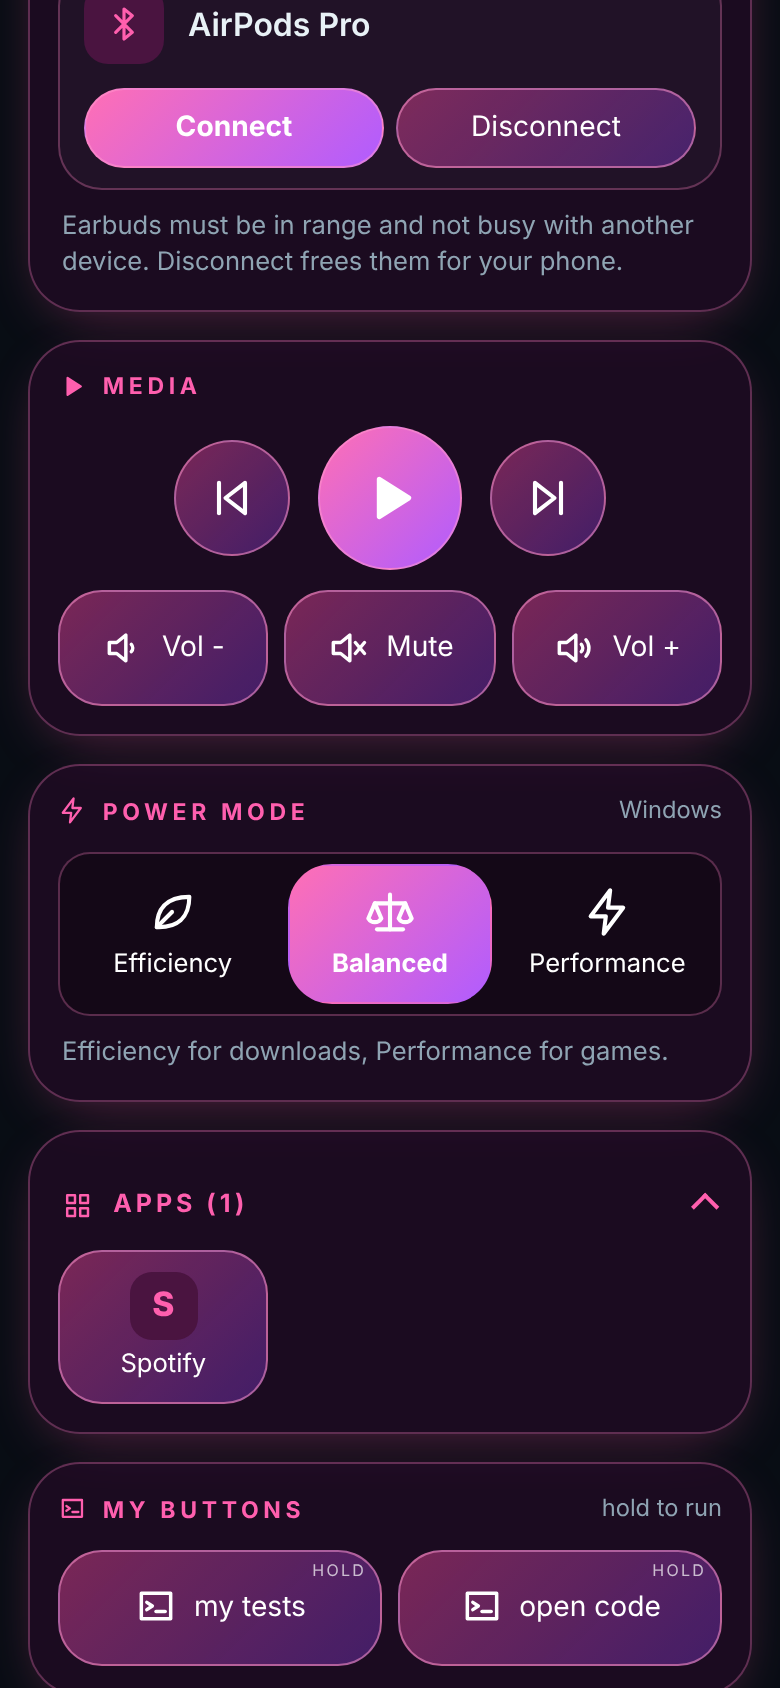 AirPods Pro
Connect
Disconnect
Earbuds must be in range and not busy with another
device. Disconnect frees them for your phone.
MEDIA
Vol -
Mute
Vol +
POWER MODE
Windows
Efficiency
Balanced
Performance
Efficiency for downloads, Performance for games.
APPS (1)
S
Spotify
MY BUTTONS
hold to run
HOLD
my tests
HOLD
open code